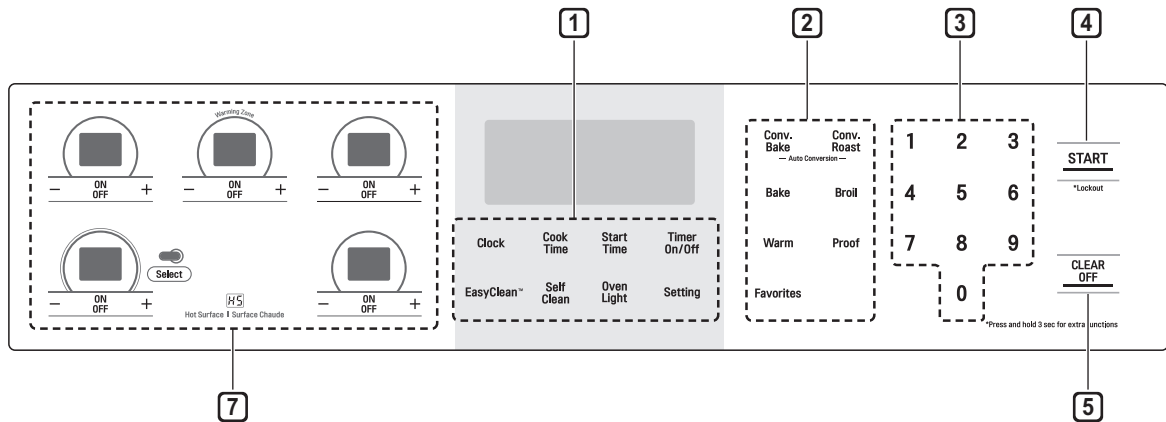 1
2
3
4
Warming Zone
ON
OFF
− +
ON
OFF
− +
ON
OFF
− +
Select
ON
OFF
− +
HS
Hot Surface | Surface Chaude
ON
OFF
− +
Clock
Cook
Time
Start
Time
Timer
On/Off
EasyClean™
Self
Clean
Oven
Light
Setting
Conv.
Bake
Conv.
Roast
— Auto Conversion —
Bake Broil
Warm Proof
Favorites
1 2 3
4 5 6
7 8 9
0
START
*Lockout
CLEAR
OFF
*Press and hold 3 sec for extra unctions
7
5